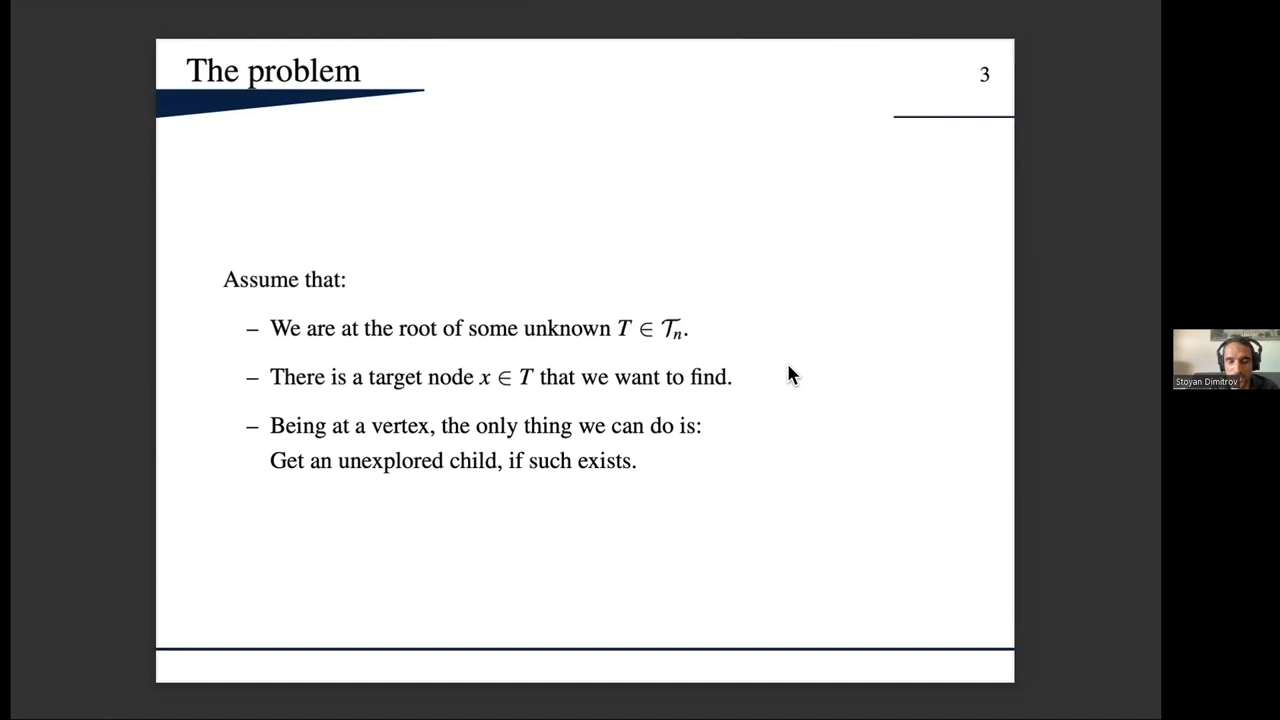 The problem
3
Assume that:
– We are at the root of some unknown T ∈ 𝒯ₙ.
– There is a target node x ∈ T that we want to find.
– Being at a vertex, the only thing we can do is:
Get an unexplored child, if such exists.
Stoyan Dimitrov